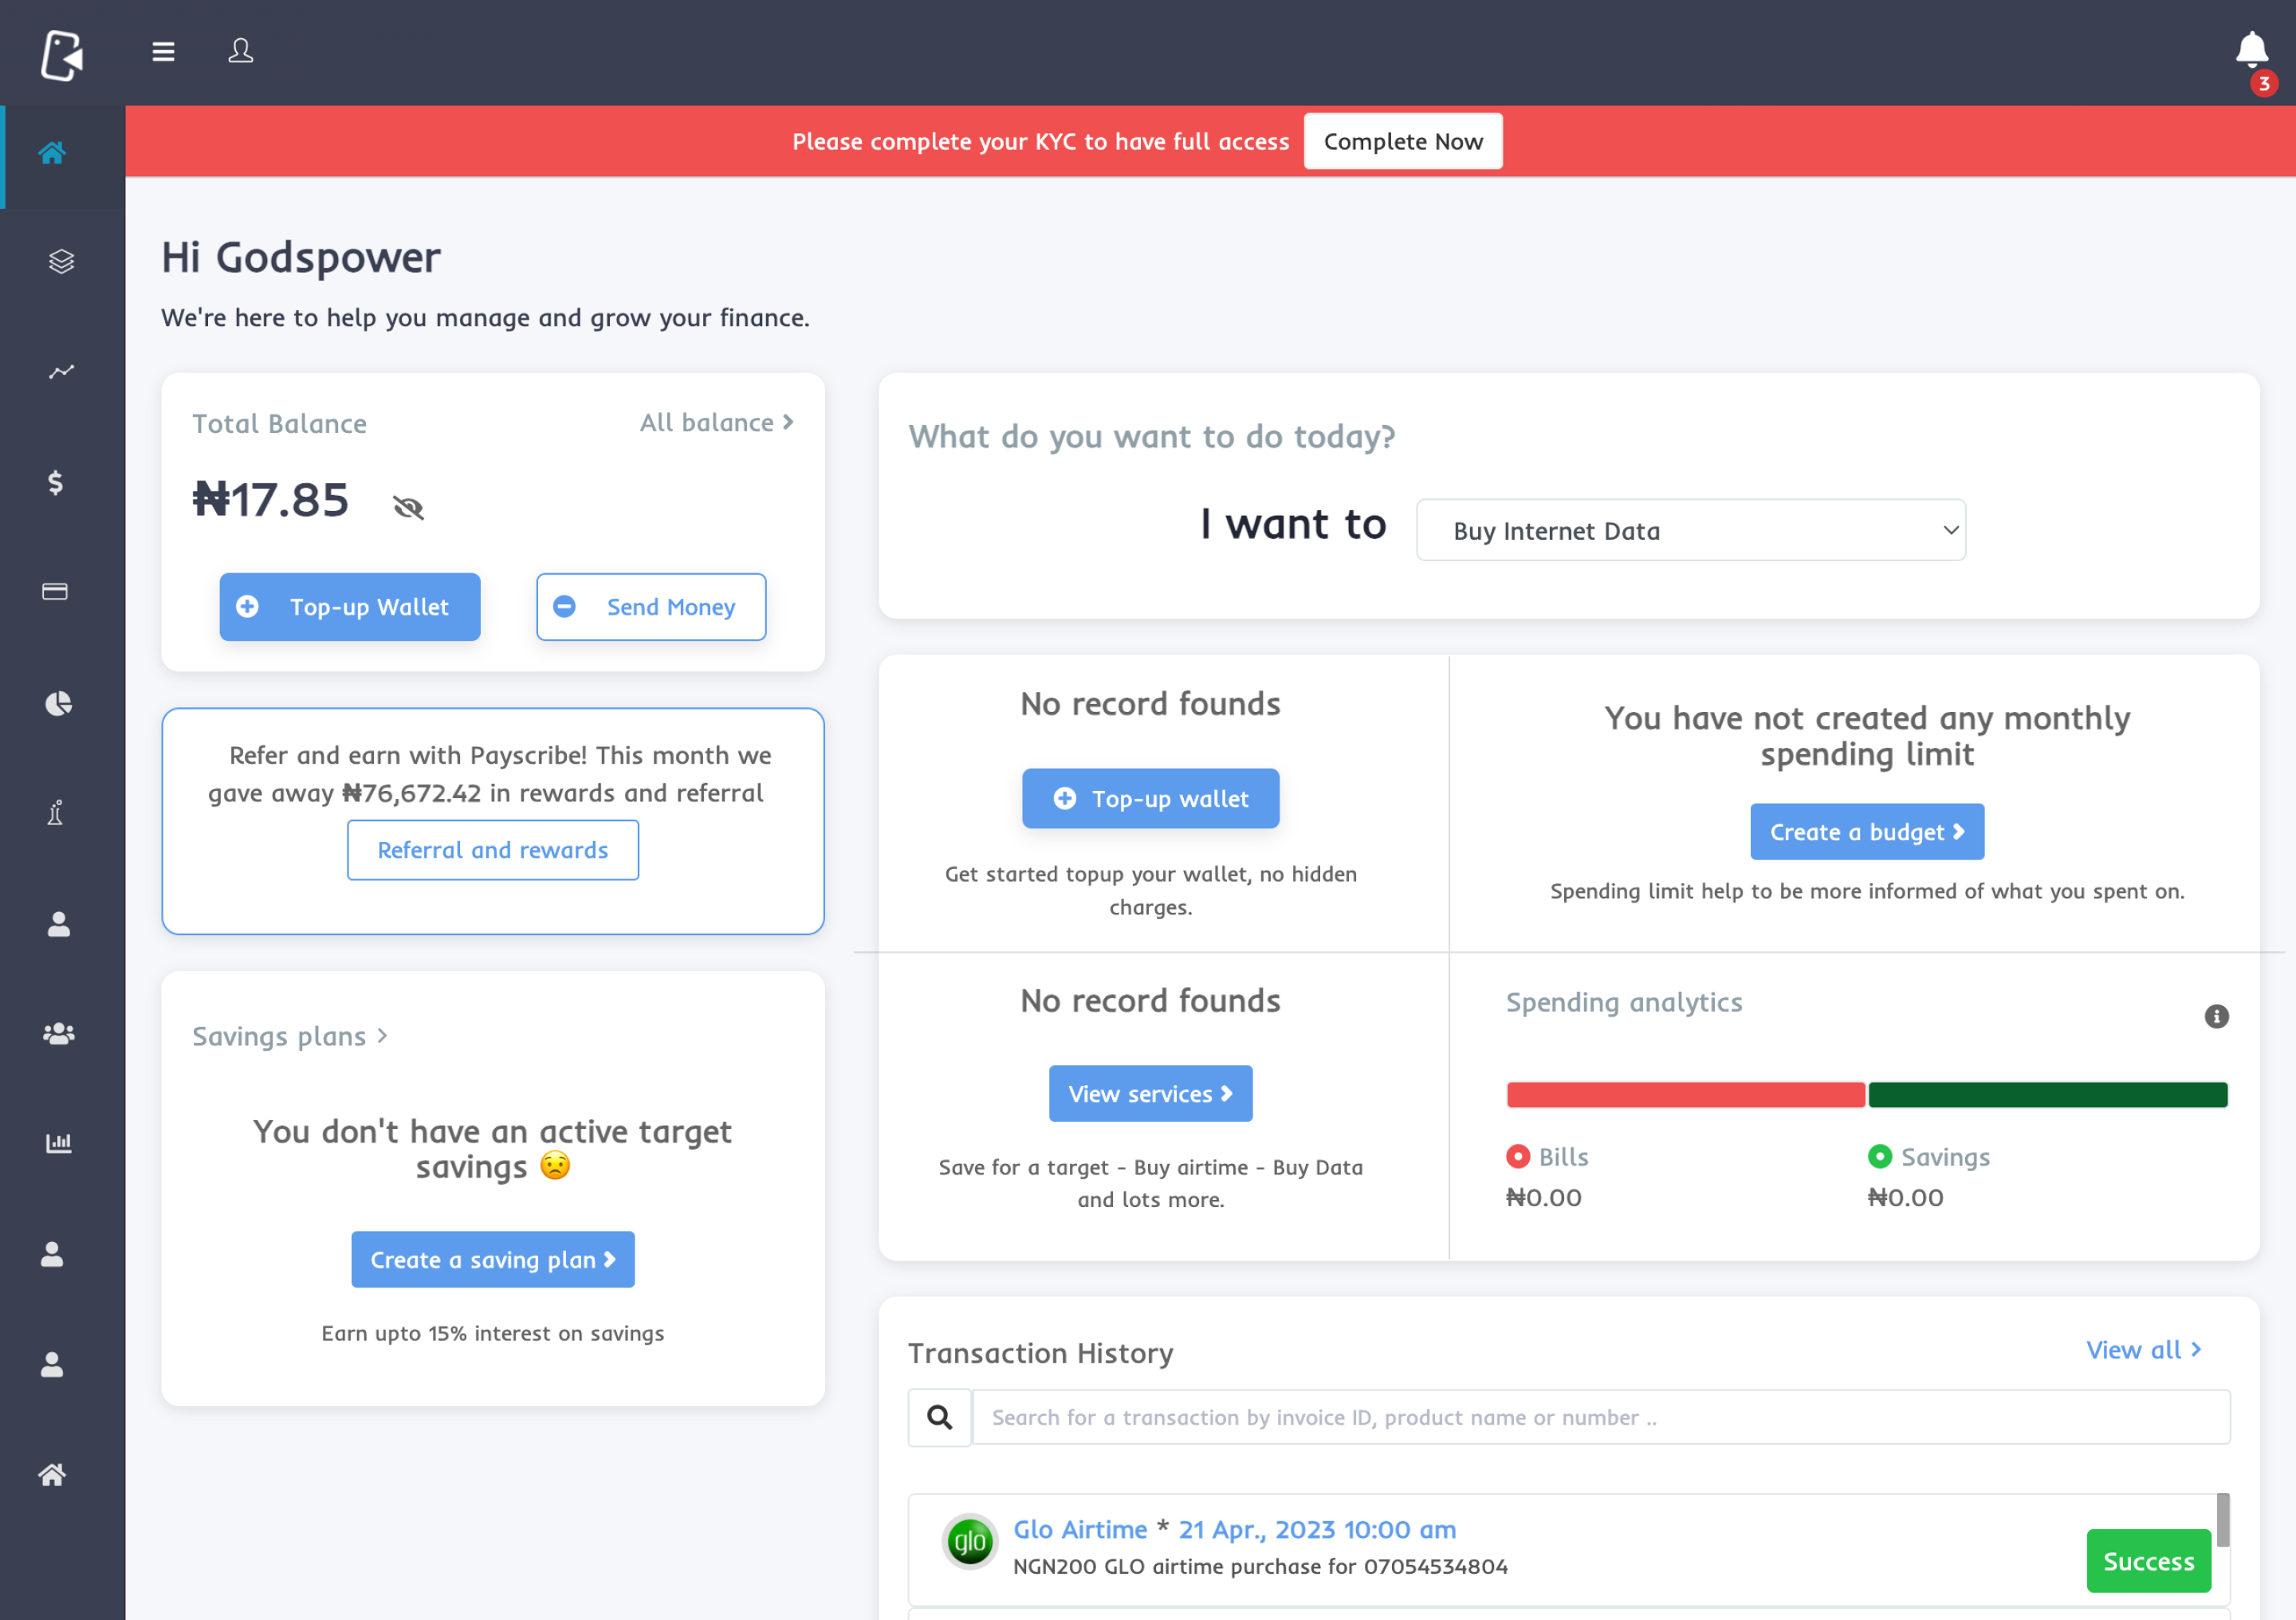 3
Please complete your KYC to have full access
Complete Now
Hi Godspower
We're here to help you manage and grow your finance.
Total Balance
All balance
₦17.85
Top-up Wallet
Send Money
Refer and earn with Payscribe! This month we
gave away ₦76,672.42 in rewards and referral
Referral and rewards
Savings plans
You don't have an active target
savings 😟
Create a saving plan
Earn upto 15% interest on savings
What do you want to do today?
I want to
Buy Internet Data
No record founds
Top-up wallet
Get started topup your wallet, no hidden
charges.
You have not created any monthly
spending limit
Create a budget
Spending limit help to be more informed of what you spent on.
No record founds
View services
Save for a target - Buy airtime - Buy Data
and lots more.
Spending analytics
Bills
₦0.00
Savings
₦0.00
Transaction History
View all
Search for a transaction by invoice ID, product name or number ..
glo
Glo Airtime * 21 Apr., 2023 10:00 am
NGN200 GLO airtime purchase for 07054534804
Success